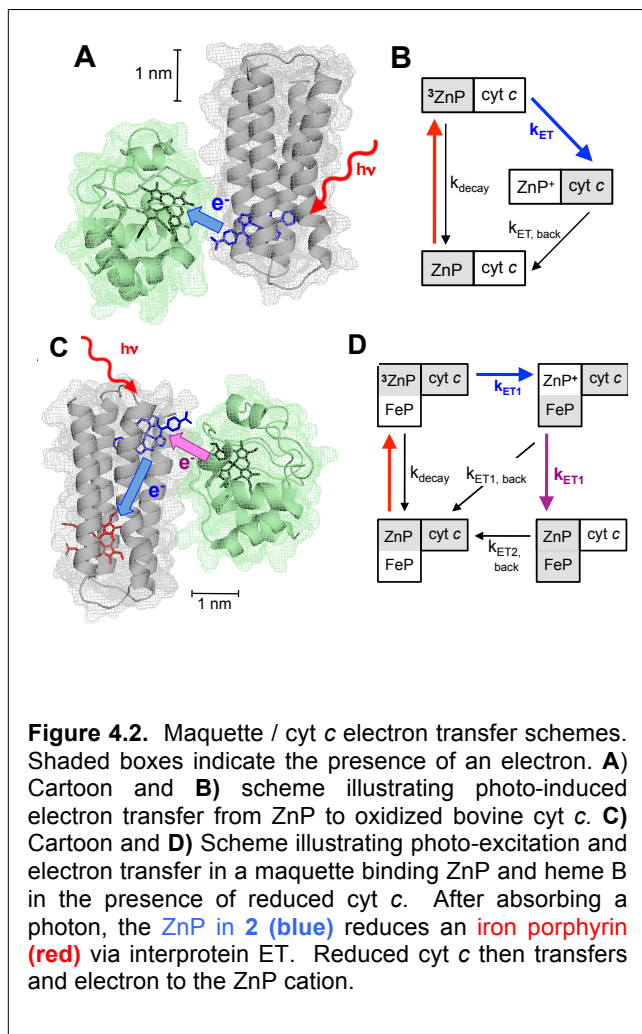 A
1 nm
hν
e-
B
³ZnP cyt c
kET
kdecay
ZnP+ cyt c
kET, back
ZnP cyt c
C
hν
e-
e-
1 nm
D
³ZnP cyt c
FeP
kET1
ZnP+ cyt c
FeP
kdecay
kET1, back
kET1
ZnP cyt c
FeP
kET2,
back
ZnP cyt c
FeP
Figure 4.2. Maquette / cyt c electron transfer schemes.
Shaded boxes indicate the presence of an electron. A)
Cartoon and B) scheme illustrating photo-induced
electron transfer from ZnP to oxidized bovine cyt c. C)
Cartoon and D) Scheme illustrating photo-excitation and
electron transfer in a maquette binding ZnP and heme B
in the presence of reduced cyt c. After absorbing a
photon, the ZnP in 2 (blue) reduces an iron porphyrin
(red) via interprotein ET. Reduced cyt c then transfers
and electron to the ZnP cation.